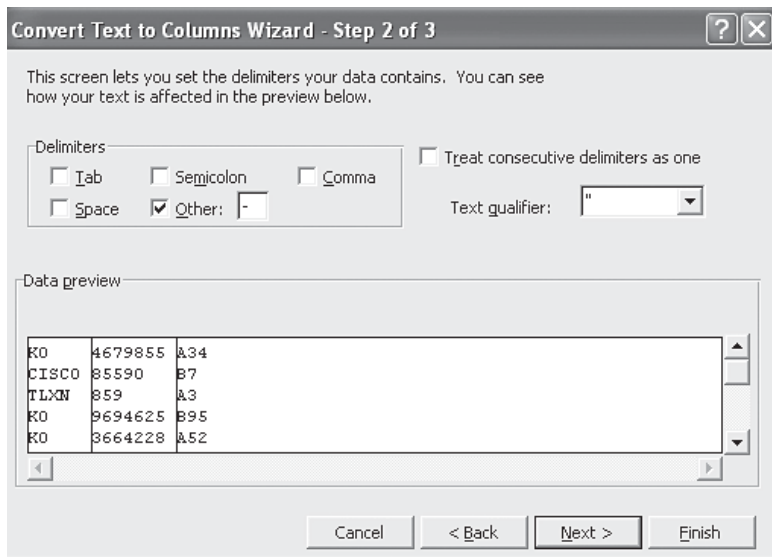 Convert Text to Columns Wizard - Step 2 of 3
This screen lets you set the delimiters your data contains. You can see
how your text is affected in the preview below.
Delimiters
Tab Semicolon Comma
Space Other: -
Treat consecutive delimiters as one
Text qualifier: "
Data preview
KO 4679855 A34
CISCO 85590 B7
TLXN 859 A3
KO 9694625 B95
KO 3664228 A52
Cancel < Back Next > Finish